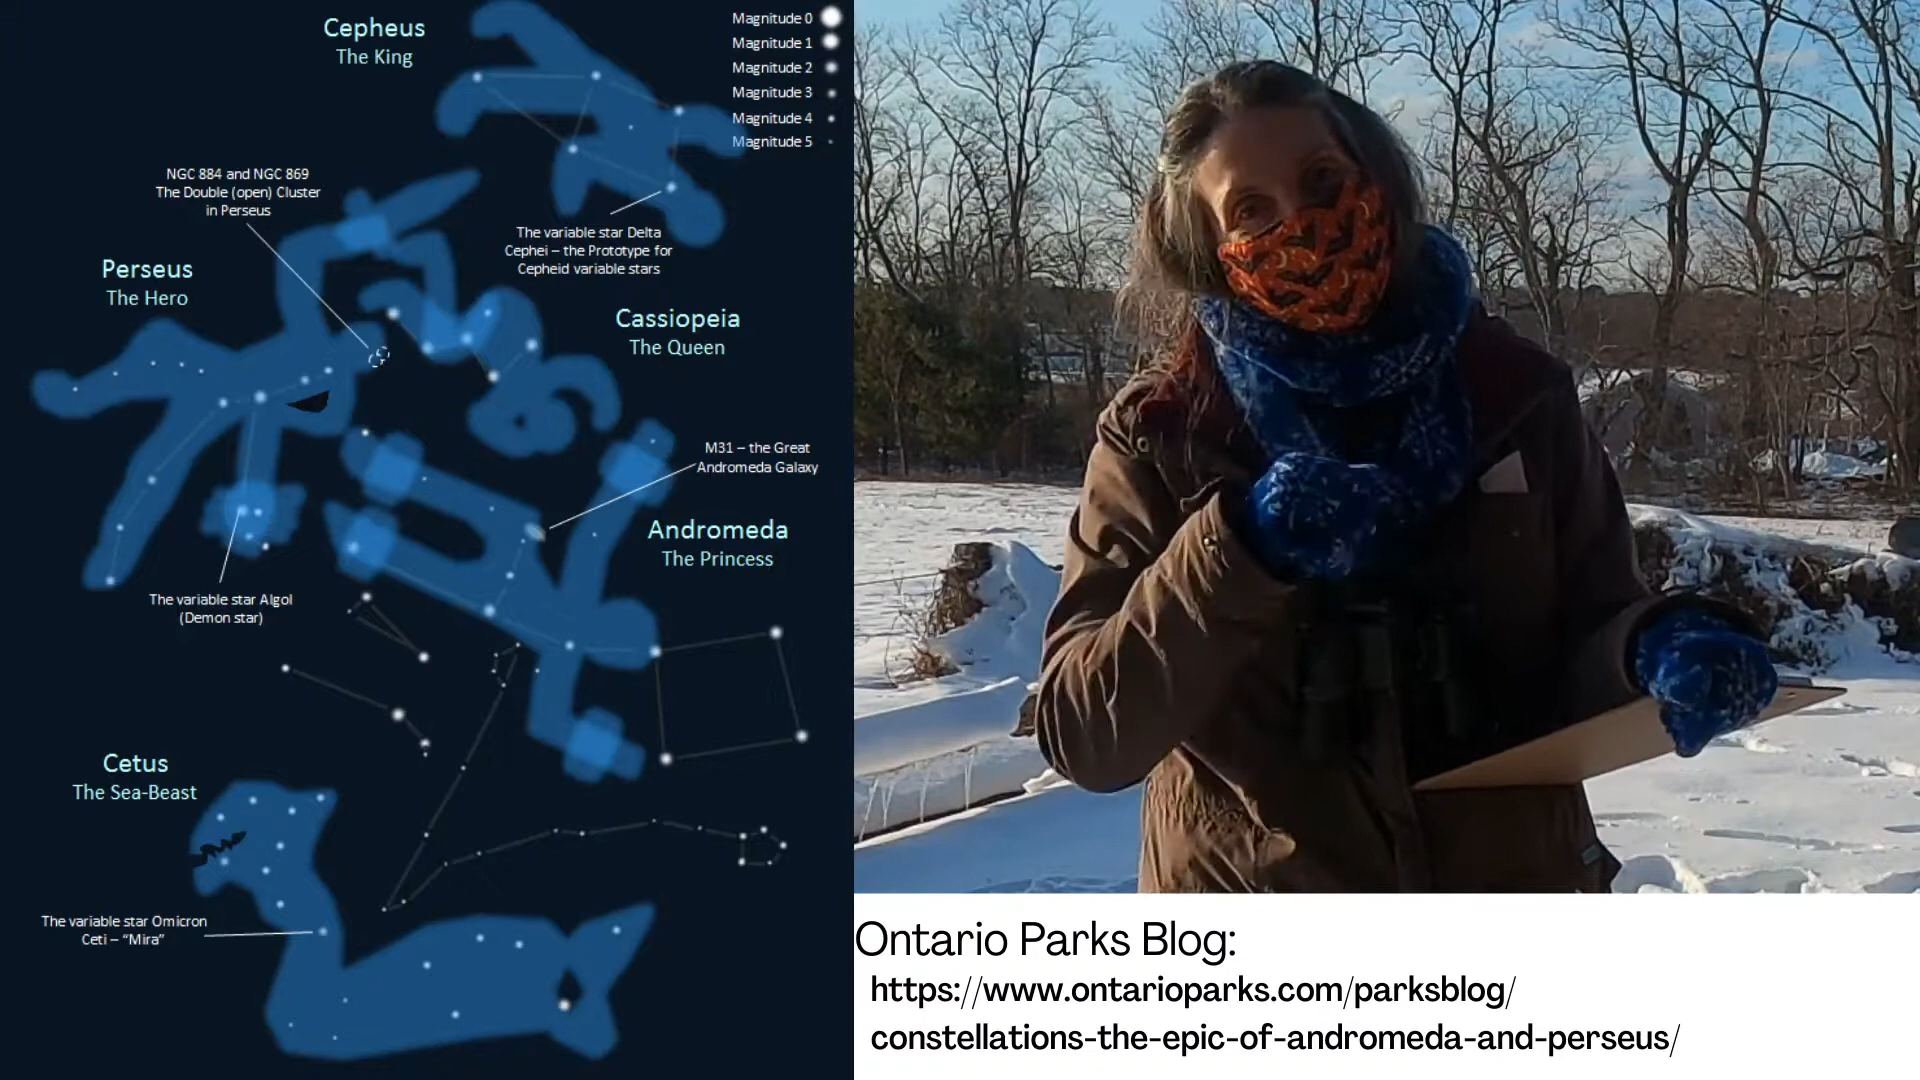 Cepheus
The King
Magnitude 0
Magnitude 1
Magnitude 2
Magnitude 3
Magnitude 4
Magnitude 5
NGC 884 and NGC 869
The Double (open) Cluster
in Perseus
The variable star Delta
Cephei – the Prototype for
Cepheid variable stars
Perseus
The Hero
Cassiopeia
The Queen
M31 – the Great
Andromeda Galaxy
Andromeda
The Princess
The variable star Algol
(Demon star)
Cetus
The Sea-Beast
The variable star Omicron
Ceti – “Mira”
Ontario Parks Blog:
https://www.ontarioparks.com/parksblog/
constellations-the-epic-of-andromeda-and-perseus/